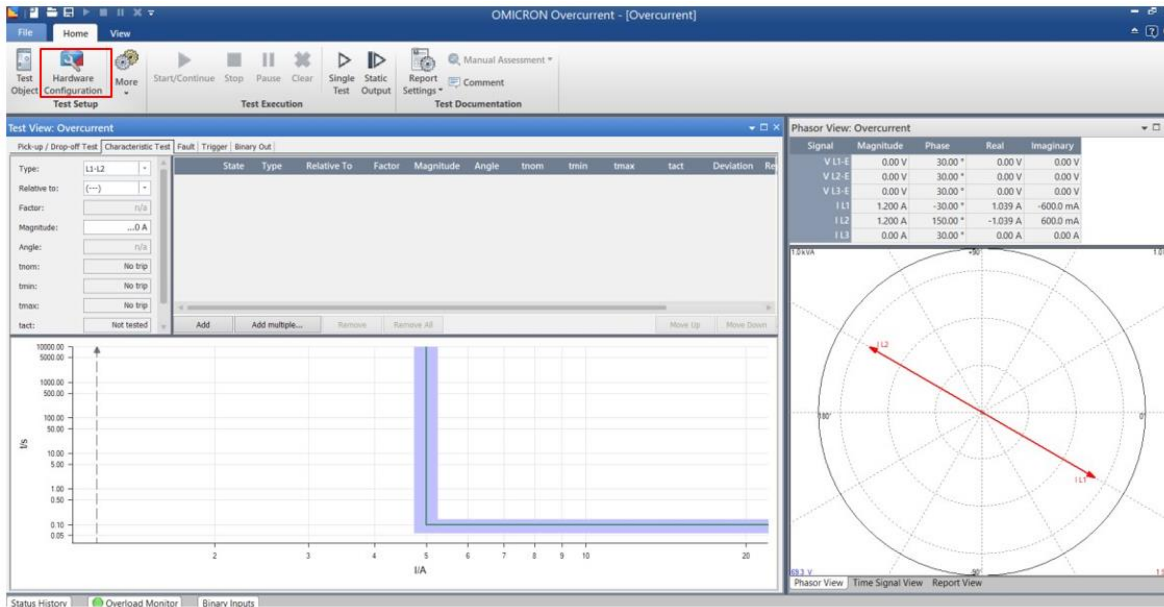 OMICRON Overcurrent - [Overcurrent]
File Home View
Test Object
Hardware Configuration
More
Test Setup
Start/Continue Stop Pause Clear
Single Test
Static Output
Test Execution
Report Settings
Manual Assessment
Comment
Test Documentation
Test View: Overcurrent
Pick-up / Drop-off Test Characteristic Test Fault Trigger Binary Out
Type: L1-L2
Relative to: (---)
Factor: n/a
Magnitude: ...0 A
Angle: n/a
tnom: No trip
tmin: No trip
tmax: No trip
tact: Not tested
State Type Relative To Factor Magnitude Angle tnom tmin tmax tact Deviation Re
Add Add multiple... Remove Remove All Move Up Move Down
10000.00
5000.00
1000.00
500.00
100.00
50.00
10.00
5.00
1.00
0.50
0.10
0.05
t/s
2 3 4 5 6 7 8 9 10 20
I/A
Phasor View: Overcurrent
Signal Magnitude Phase Real Imaginary
V L1-E 0.00 V 30.00 ° 0.00 V 0.00 V
V L2-E 0.00 V 30.00 ° 0.00 V 0.00 V
V L3-E 0.00 V 30.00 ° 0.00 V 0.00 V
I L1 1.200 A -30.00 ° 1.039 A -600.0 mA
I L2 1.200 A 150.00 ° -1.039 A 600.0 mA
I L3 0.00 A 30.00 ° 0.00 A 0.00 A
1.0 kVA +90° 1.0
I L2
180° 0°
I L1
69.3 V -90°
Phasor View Time Signal View Report View
Status History Overload Monitor Binary Inputs